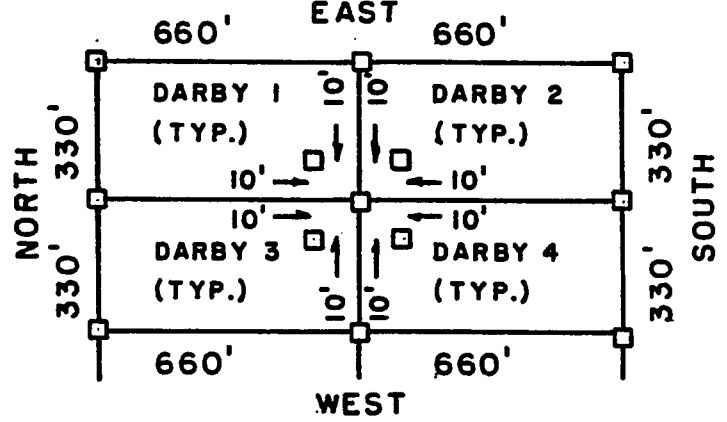 EAST
660'
660'
DARBY 1
(TYP.)
10'
10'
DARBY 2
(TYP.)
330'
330'
NORTH
SOUTH
10'
10'
10'
10'
DARBY 3
(TYP.)
10'
10'
DARBY 4
(TYP.)
330'
330'
660'
660'
WEST